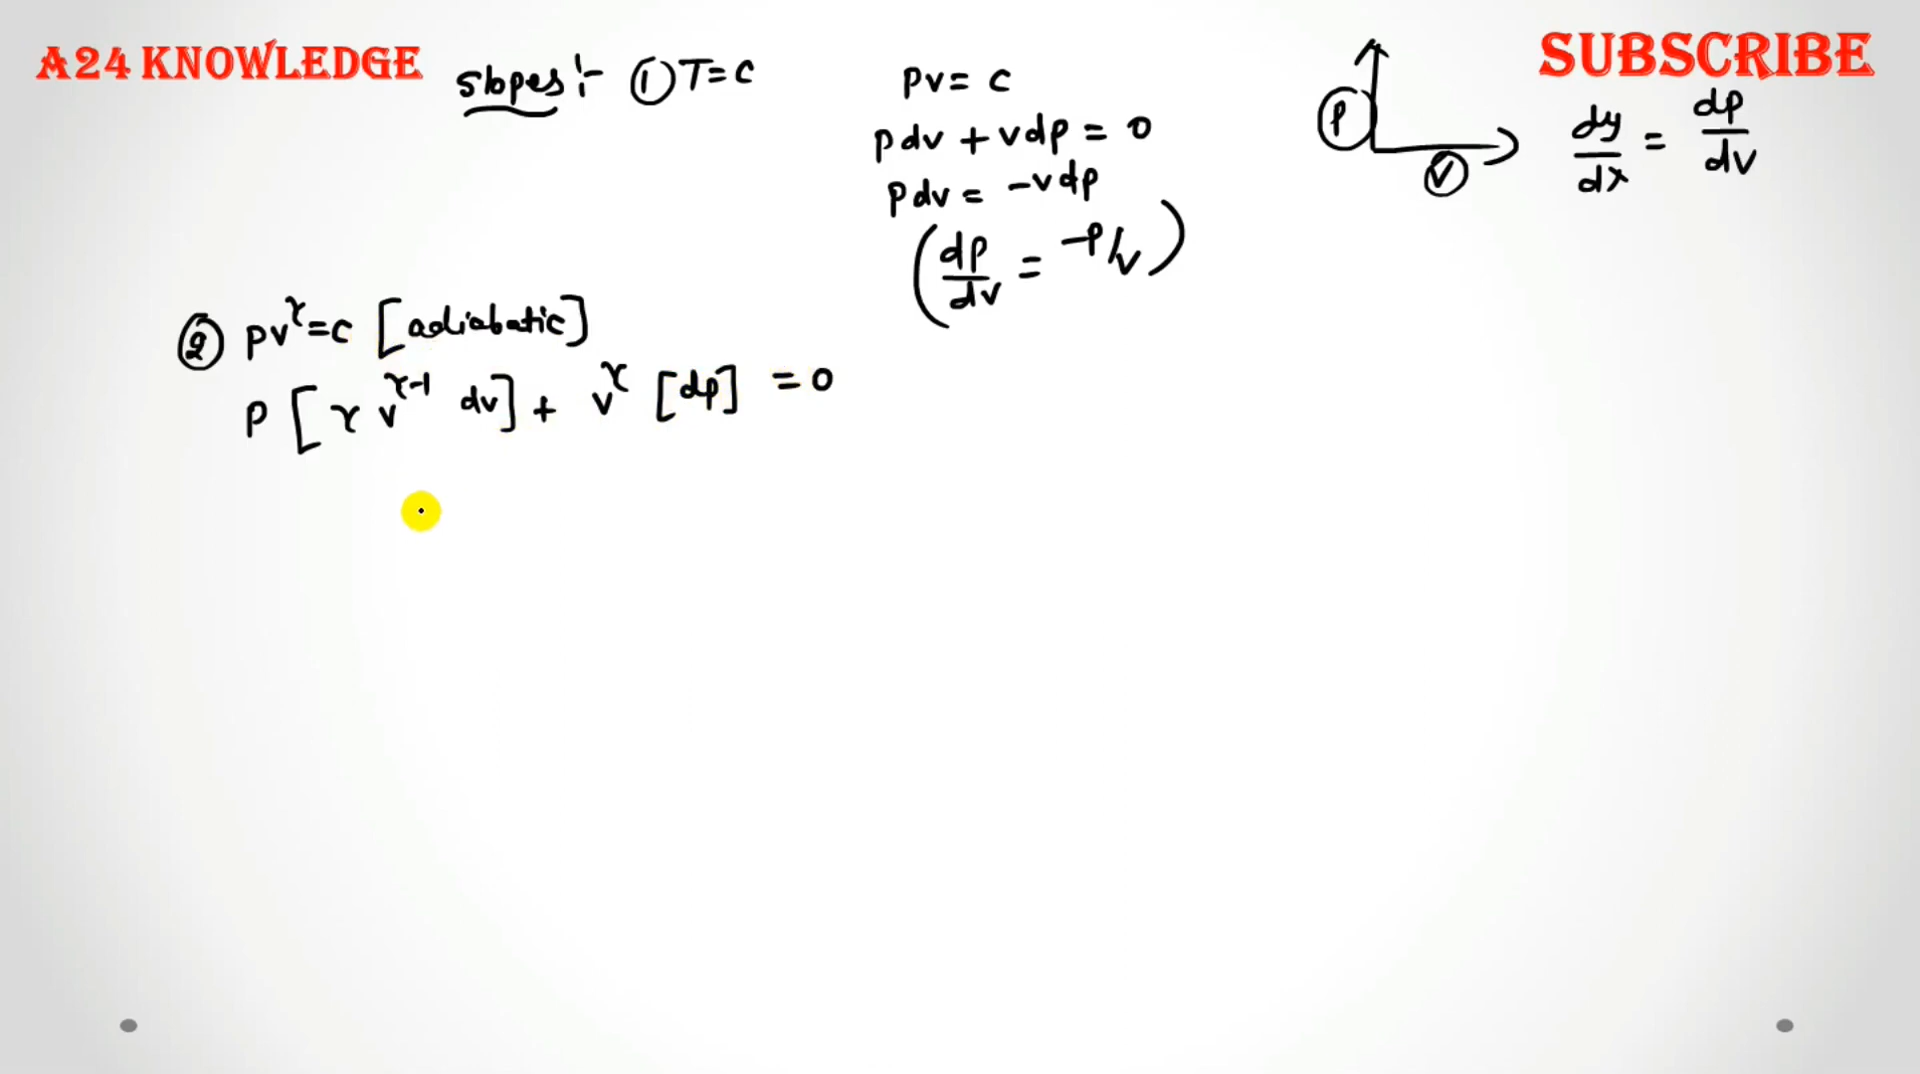 A24 KNOWLEDGE
SUBSCRIBE
slopes:- ① T=C
PV = C
Pdv + vdp = 0
Pdv = -vdp
(dp/dv = -P/v)
P
V
dy/dx = dp/dv
② PV^γ=C [adiabatic]
P [γ v^γ-1 dv] + v^γ [dp] = 0